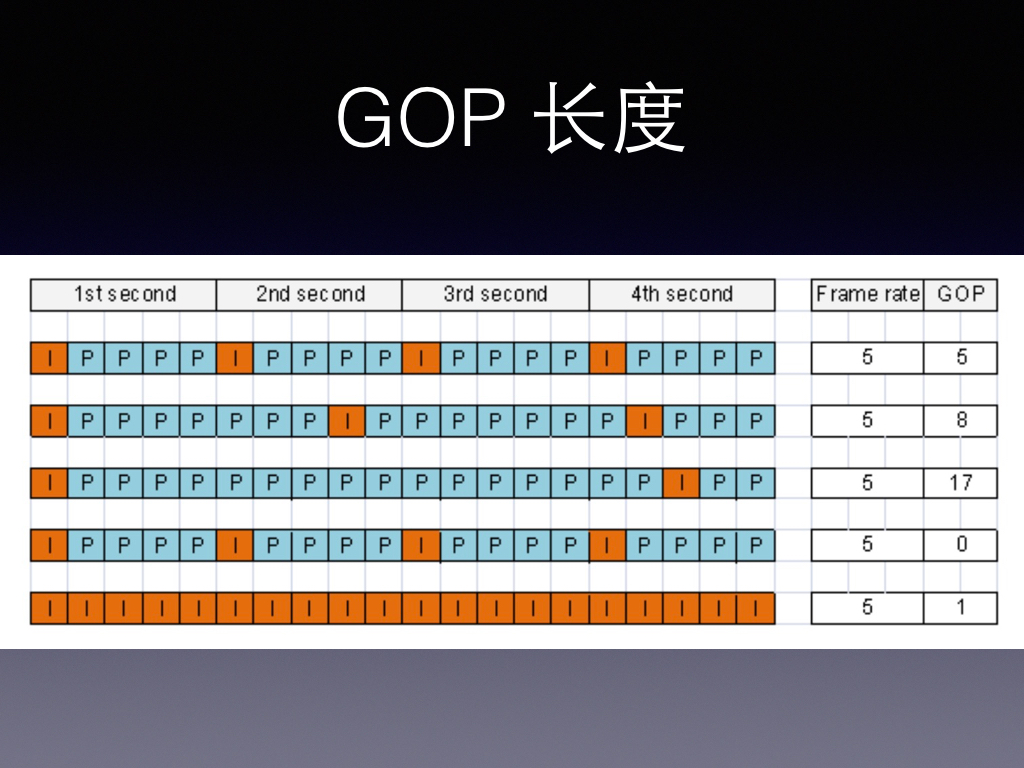 GOP 长度
1st second 2nd second 3rd second 4th second Frame rate GOP
I P P P P I P P P P I P P P P I P P P P 5 5
I P P P P P P P I P P P P P P P I P P P 5 8
I P P P P P P P P P P P P P P P P I P P 5 17
I P P P P I P P P P I P P P P I P P P P 5 0
I I I I I I I I I I I I I I I I I I I I 5 1